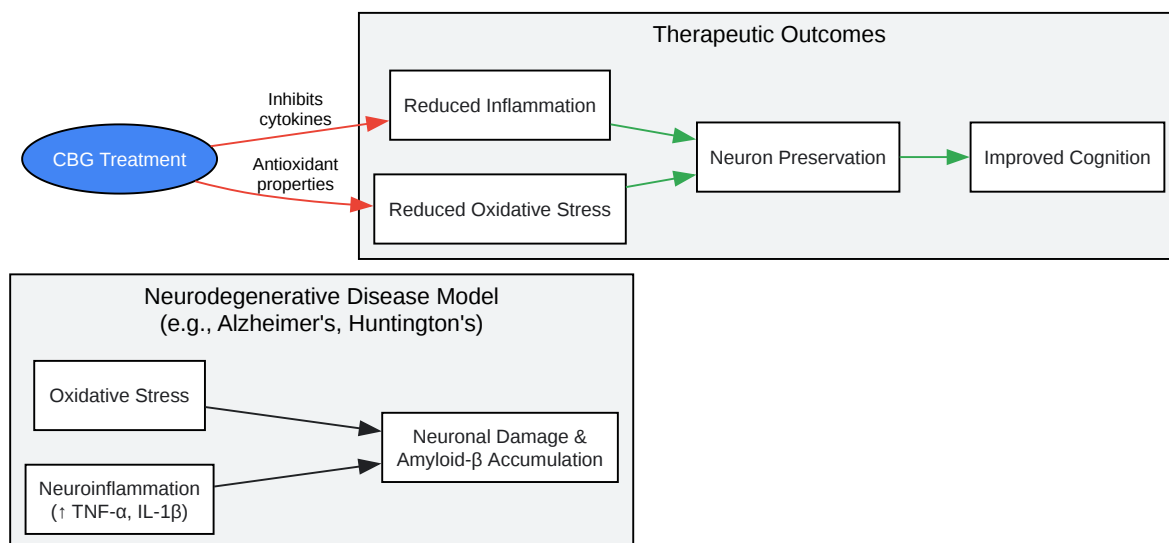 Therapeutic Outcomes
Inhibits
cytokines
Reduced Inflammation
CBG Treatment
Neuron Preservation
Improved Cognition
Antioxidant
properties
Reduced Oxidative Stress
Neurodegenerative Disease Model
(e.g., Alzheimer's, Huntington's)
Oxidative Stress
Neuronal Damage &
Amyloid-β Accumulation
Neuroinflammation
(↑ TNF-α, IL-1β)